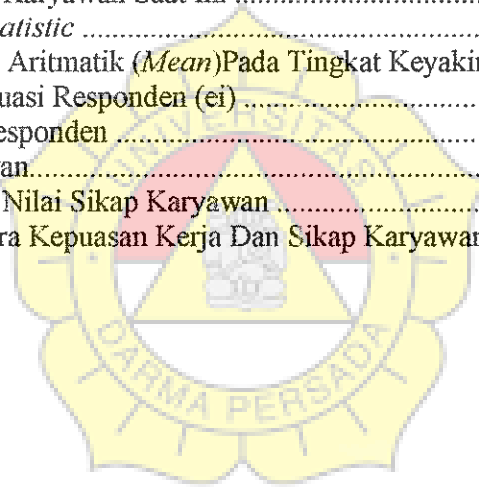 Karyawan Saat Ini ..............................
atistic ..............................
Aritmatik (Mean)Pada Tingkat Keyakin
uasi Responden (ei) ..............................
esponden ..............................
van..............................
Nilai Sikap Karyawan ..............................
ra Kepuasan Kerja Dan Sikap Karyawan
UNIVERSITAS
DARMA PERSADA